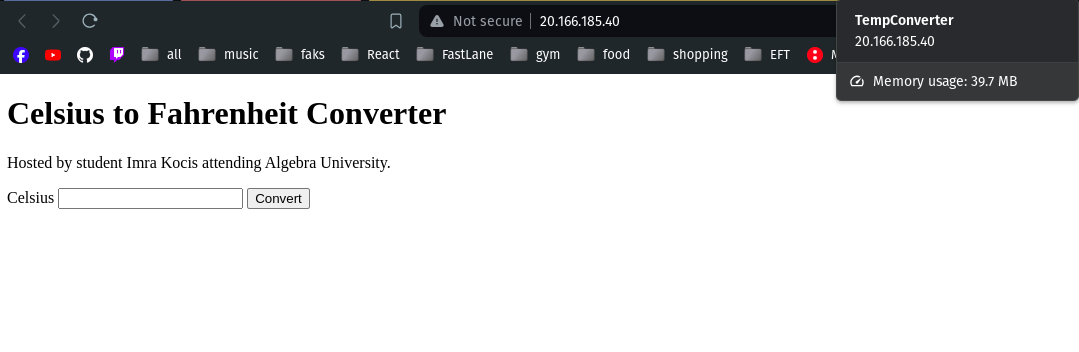 Not secure 20.166.185.40
TempConverter
20.166.185.40
all music faks React FastLane gym food shopping EFT
Memory usage: 39.7 MB
Celsius to Fahrenheit Converter
Hosted by student Imra Kocis attending Algebra University.
Celsius Convert